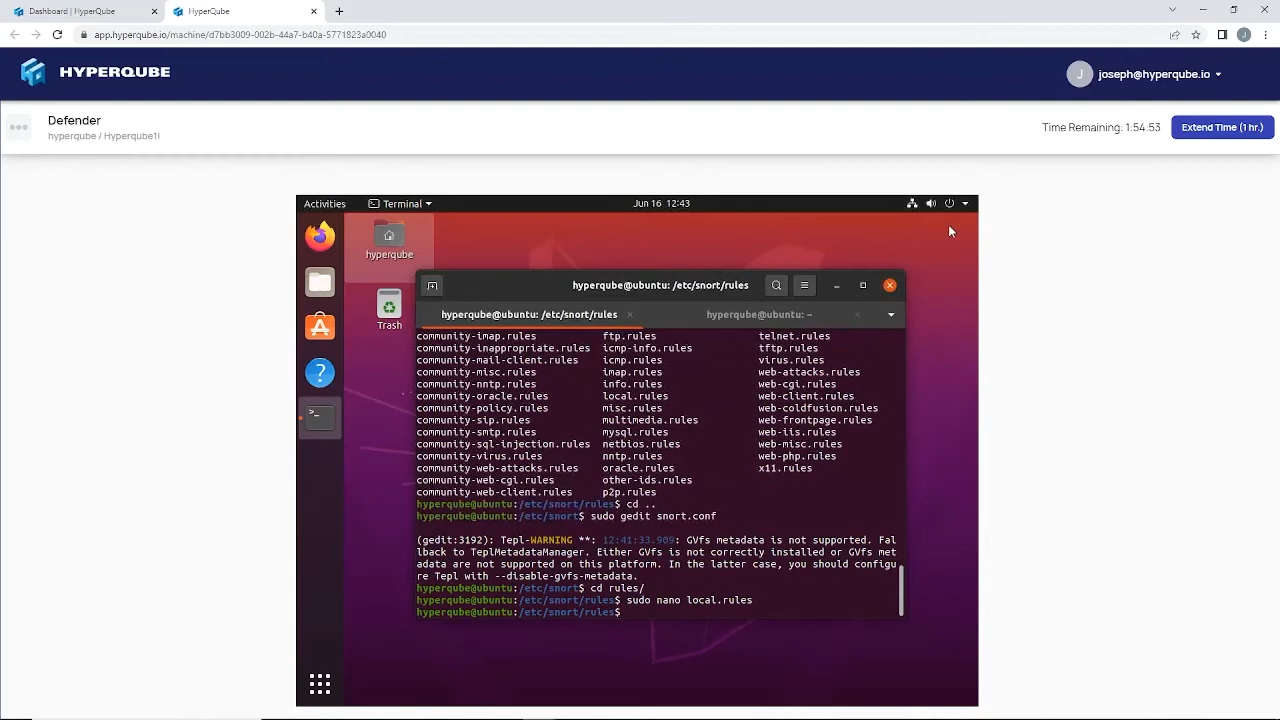 Dashboard | HyperQube
HyperQube
app.hyperqube.io/machine/d7bb3009-002b-44a7-b40a-5771823a0040
J
HYPERQUBE
J
joseph@hyperqube.io
Defender
hyperqube / Hyperqube1!
Time Remaining: 1:54:53
Extend Time (1 hr.)
Activities
Terminal
Jun 16 12:43
hyperqube
Trash
hyperqube@ubuntu: /etc/snort/rules
hyperqube@ubuntu: /etc/snort/rules
hyperqube@ubuntu: ~
community-imap.rules ftp.rules telnet.rules
community-inappropriate.rules icmp-info.rules tftp.rules
community-mail-client.rules icmp.rules virus.rules
community-misc.rules imap.rules web-attacks.rules
community-nntp.rules info.rules web-cgi.rules
community-oracle.rules local.rules web-client.rules
community-policy.rules misc.rules web-coldfusion.rules
community-sip.rules multimedia.rules web-frontpage.rules
community-smtp.rules mysql.rules web-iis.rules
community-sql-injection.rules netbios.rules web-misc.rules
community-virus.rules nntp.rules web-php.rules
community-web-attacks.rules oracle.rules x11.rules
community-web-cgi.rules other-ids.rules
community-web-client.rules p2p.rules
hyperqube@ubuntu:/etc/snort/rules$ cd ..
hyperqube@ubuntu:/etc/snort$ sudo gedit snort.conf
(gedit:3192): Tepl-WARNING **: 12:41:33.909: GVfs metadata is not supported. Fal
lback to TeplMetadataManager. Either GVfs is not correctly installed or GVfs met
adata are not supported on this platform. In the latter case, you should configu
re Tepl with --disable-gvfs-metadata.
hyperqube@ubuntu:/etc/snort$ cd rules/
hyperqube@ubuntu:/etc/snort/rules$ sudo nano local.rules
hyperqube@ubuntu:/etc/snort/rules$